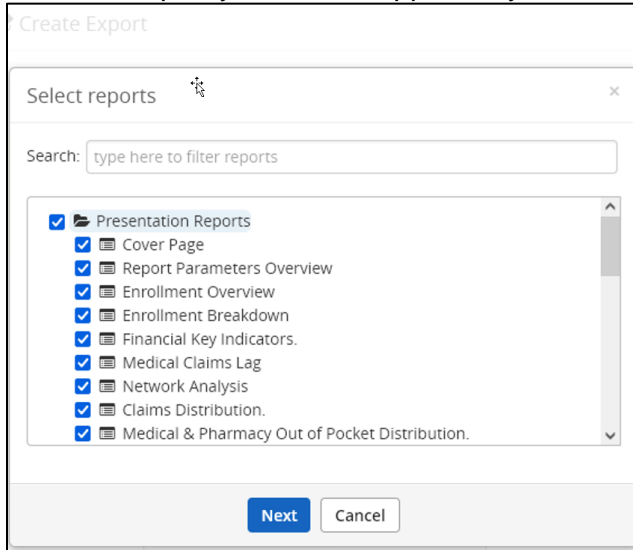 Create Export
Select reports
×
Search: type here to filter reports
Presentation Reports
Cover Page
Report Parameters Overview
Enrollment Overview
Enrollment Breakdown
Financial Key Indicators.
Medical Claims Lag
Network Analysis
Claims Distribution.
Medical & Pharmacy Out of Pocket Distribution.
Next Cancel